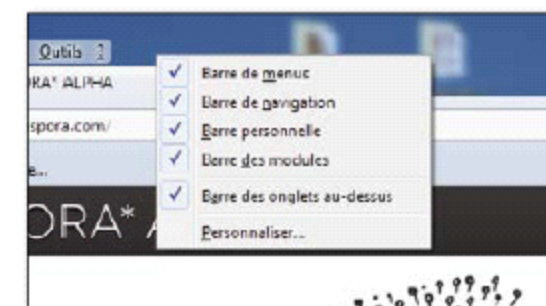 Outils ?
RA* ALPHA
spora.com/
e...
ORA* A
Barre de menus
Barre de navigation
Barre personnelle
Barre des modules
Barre des onglets au-dessus
Personnaliser...